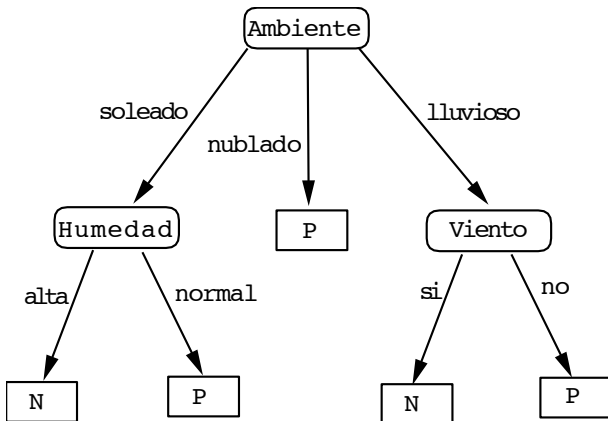 Ambiente
soleado
nublado
lluvioso
Humedad
P
Viento
alta
normal
si
no
N
P
N
P